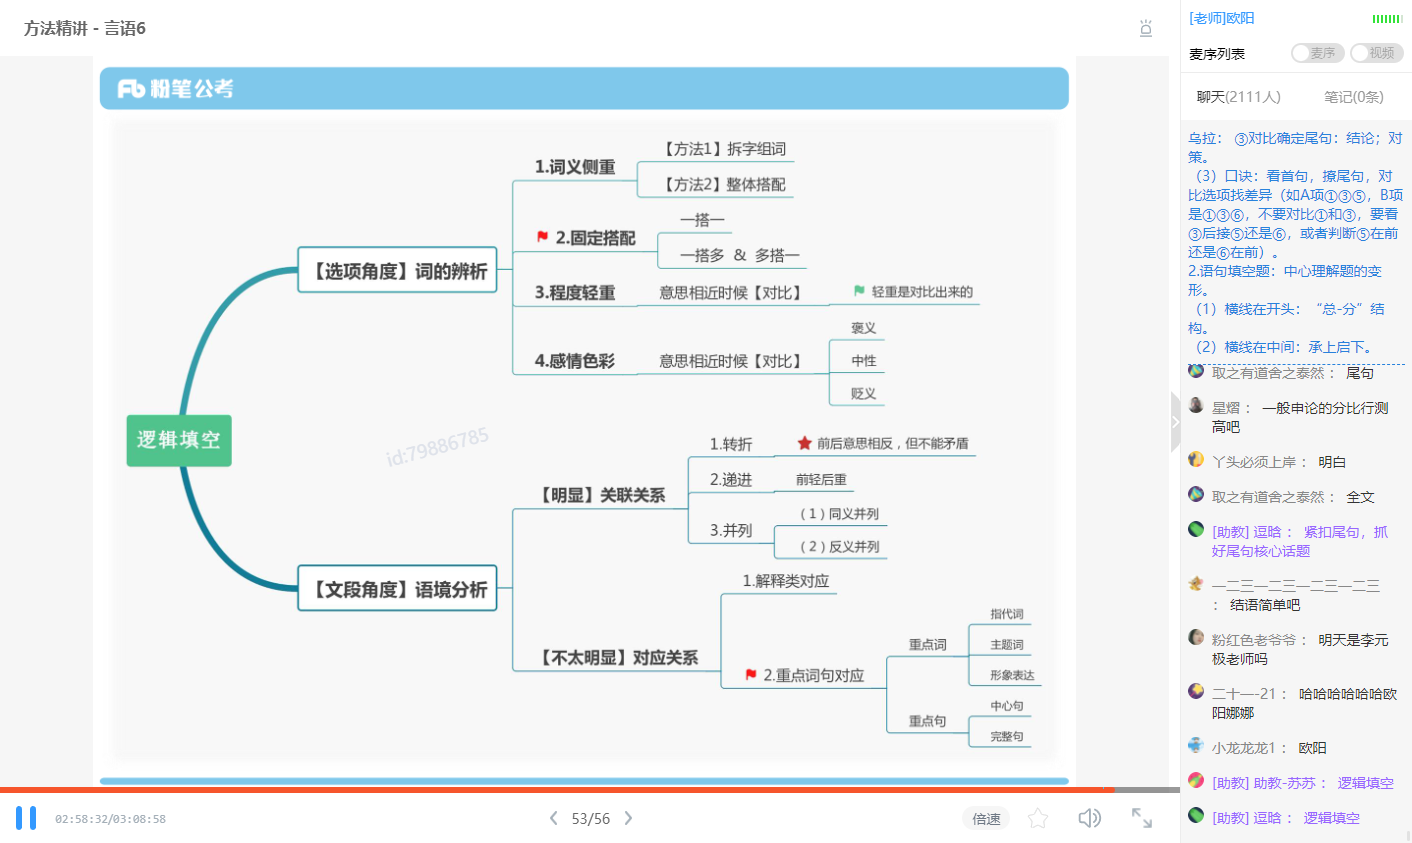 方法精讲 - 言语6
粉笔公考
逻辑填空
【选项角度】词的辨析
1.词义侧重
【方法1】拆字组词
【方法2】整体搭配
2.固定搭配
一搭一
一搭多 & 多搭一
3.程度轻重
意思相近时候【对比】
轻重是对比出来的
4.感情色彩
意思相近时候【对比】
褒义
中性
贬义
id:79886785
【文段角度】语境分析
【明显】关联关系
1.转折
前后意思相反，但不能矛盾
2.递进
前轻后重
3.并列
（1）同义并列
（2）反义并列
【不太明显】对应关系
1.解释类对应
2.重点词句对应
重点词
指代词
主题词
形象表达
重点句
中心句
完整句
02:58:32/03:08:58
53/56
倍速
[老师]欧阳
麦序列表
麦序
视频
聊天(2111人)
笔记(0条)
乌拉： ③对比确定尾句：结论；对
策。
（3）口诀：看首句，撩尾句，对
比选项找差异（如A项①③⑤，B项
是①③⑥，不要对比①和③，要看
③后接⑤还是⑥，或者判断⑤在前
还是⑥在前）。
2.语句填空题：中心理解题的变
形。
（1）横线在开头：“总-分”结
构。
（2）横线在中间：承上启下。
取之有道舍之泰然： 尾句
星熠： 一般申论的分比行测
高吧
丫头必须上岸： 明白
取之有道舍之泰然： 全文
[助教] 逗晗： 紧扣尾句，抓
好尾句核心话题
一二三一二三一二三一二三
： 结语简单吧
粉红色老爷爷： 明天是李元
极老师吗
二十一-21： 哈哈哈哈哈哈欧
阳娜娜
小龙龙龙1： 欧阳
[助教] 助教-苏苏： 逻辑填空
[助教] 逗晗： 逻辑填空